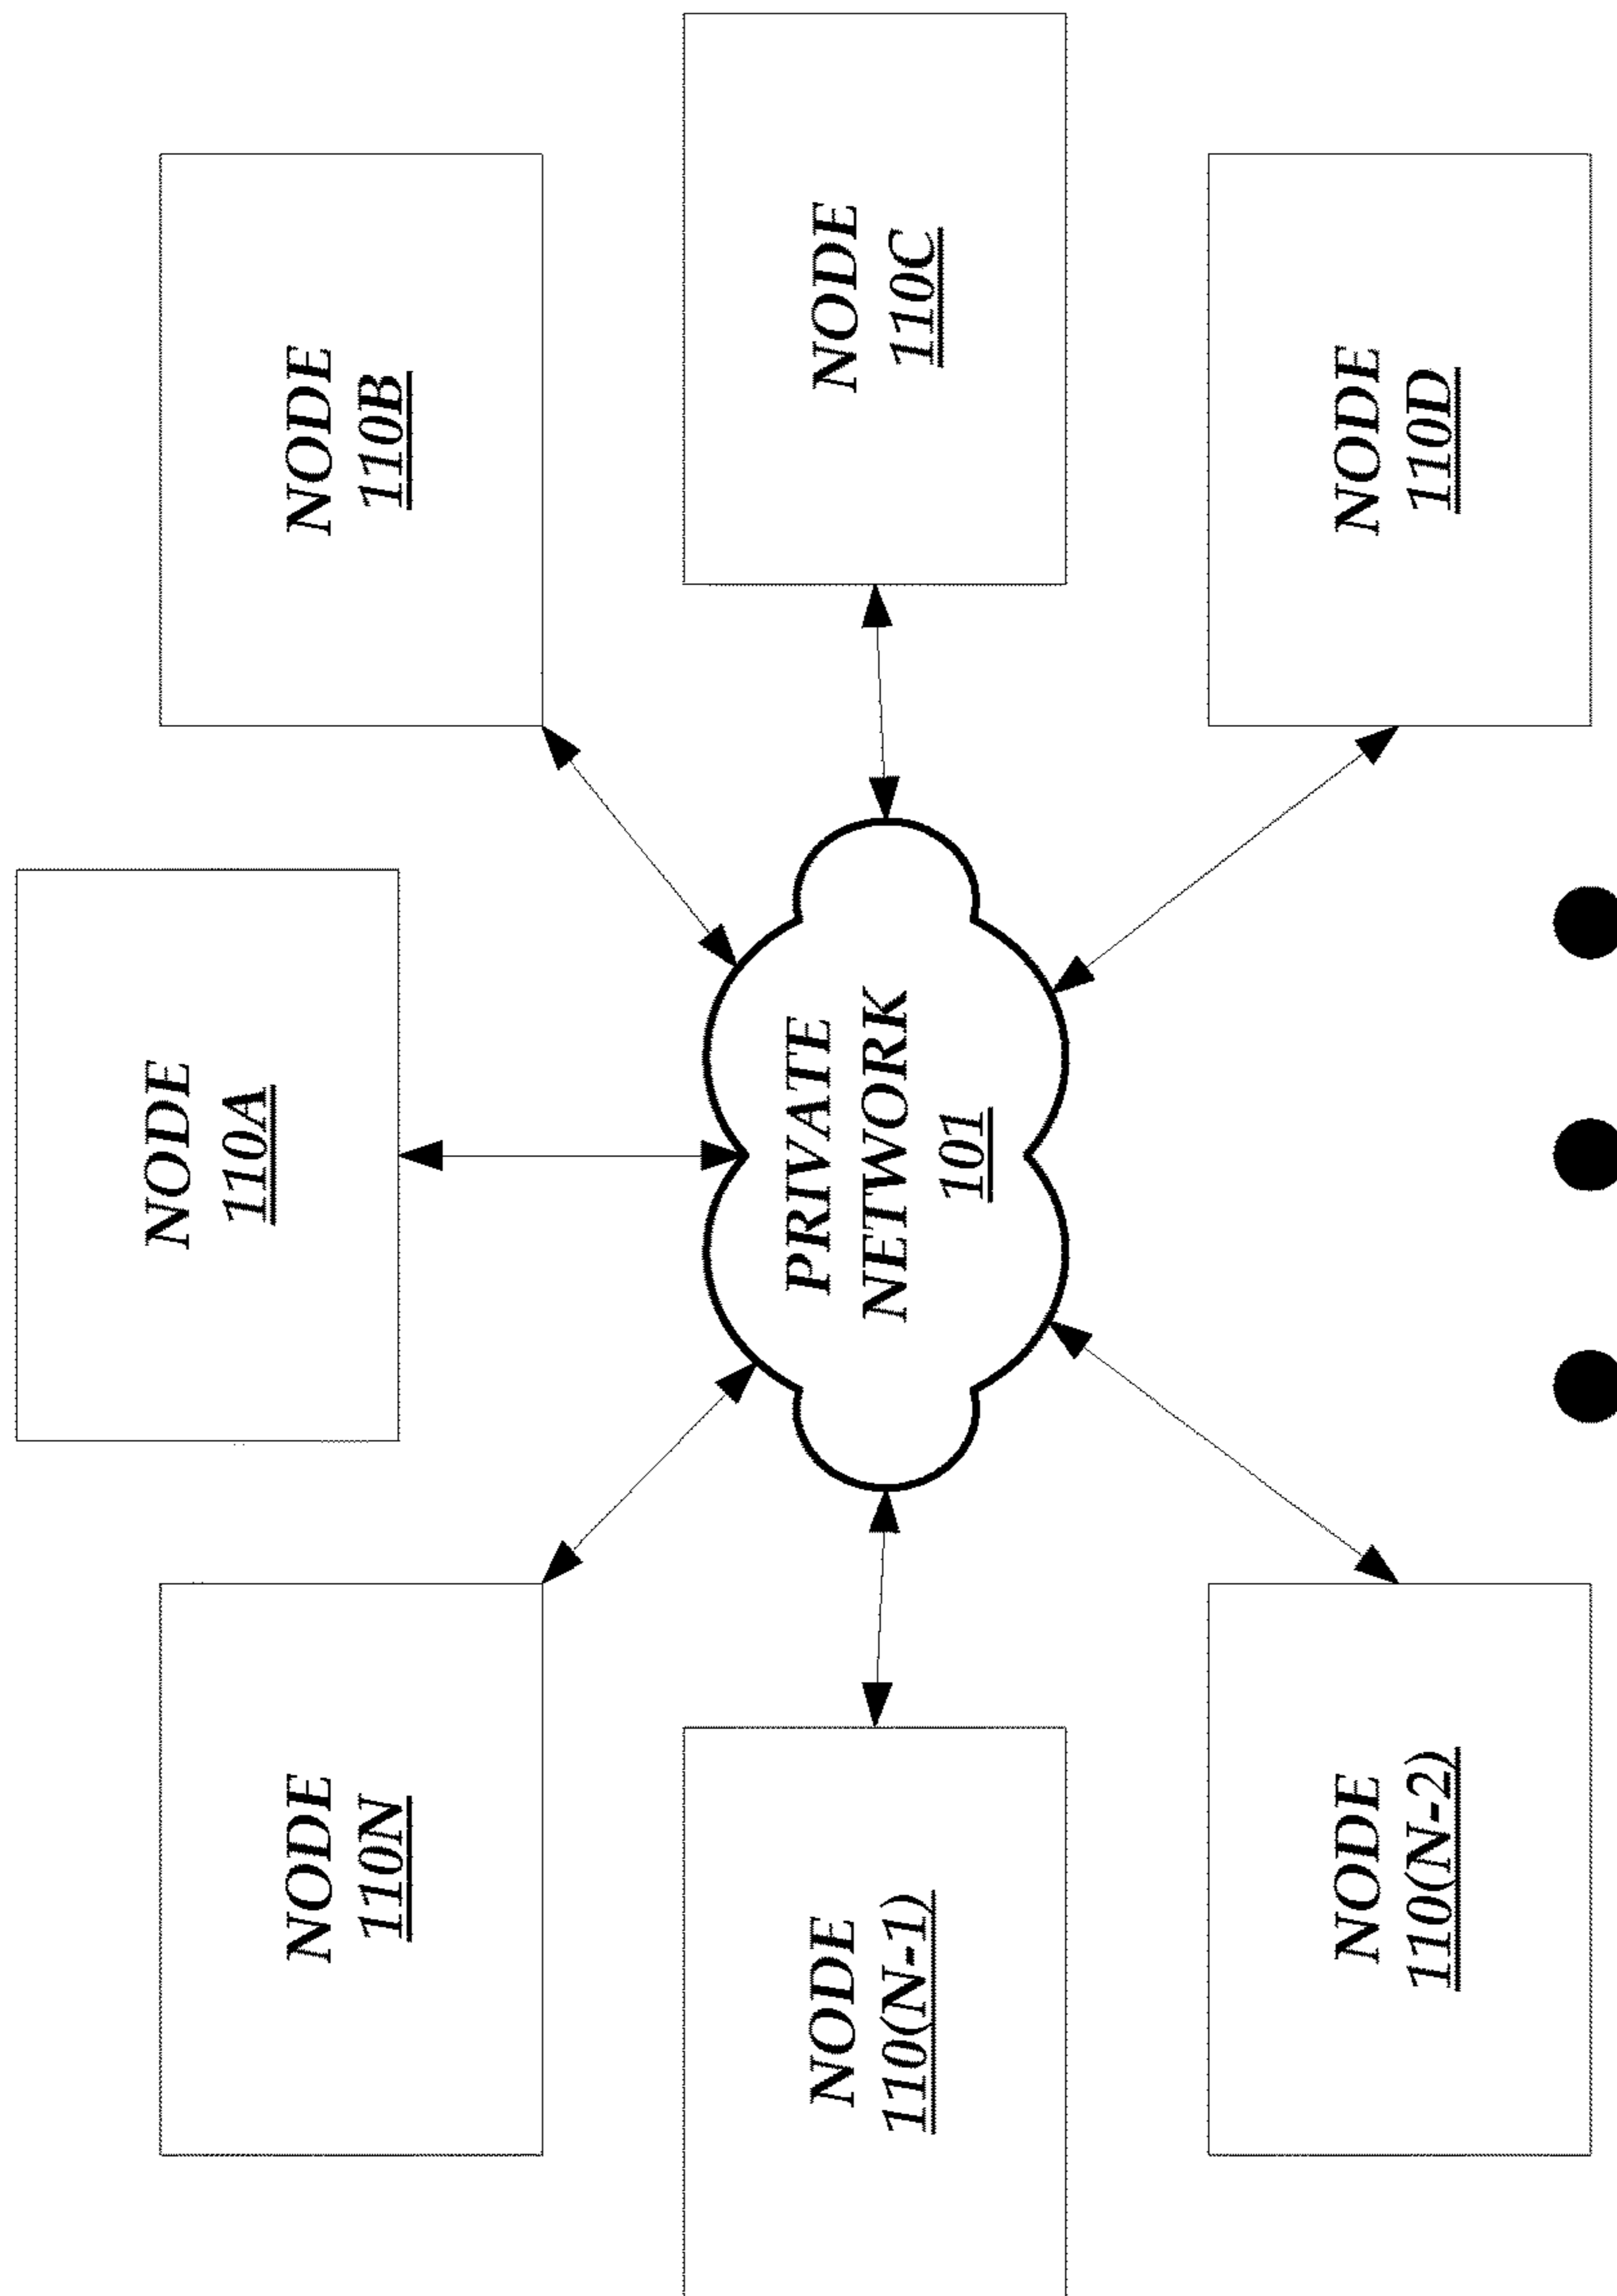 NODE
110A
NODE
110N
NODE
110B
NODE
110(N-1)
PRIVATE
NETWORK
101
NODE
110C
NODE
110(N-2)
NODE
110D